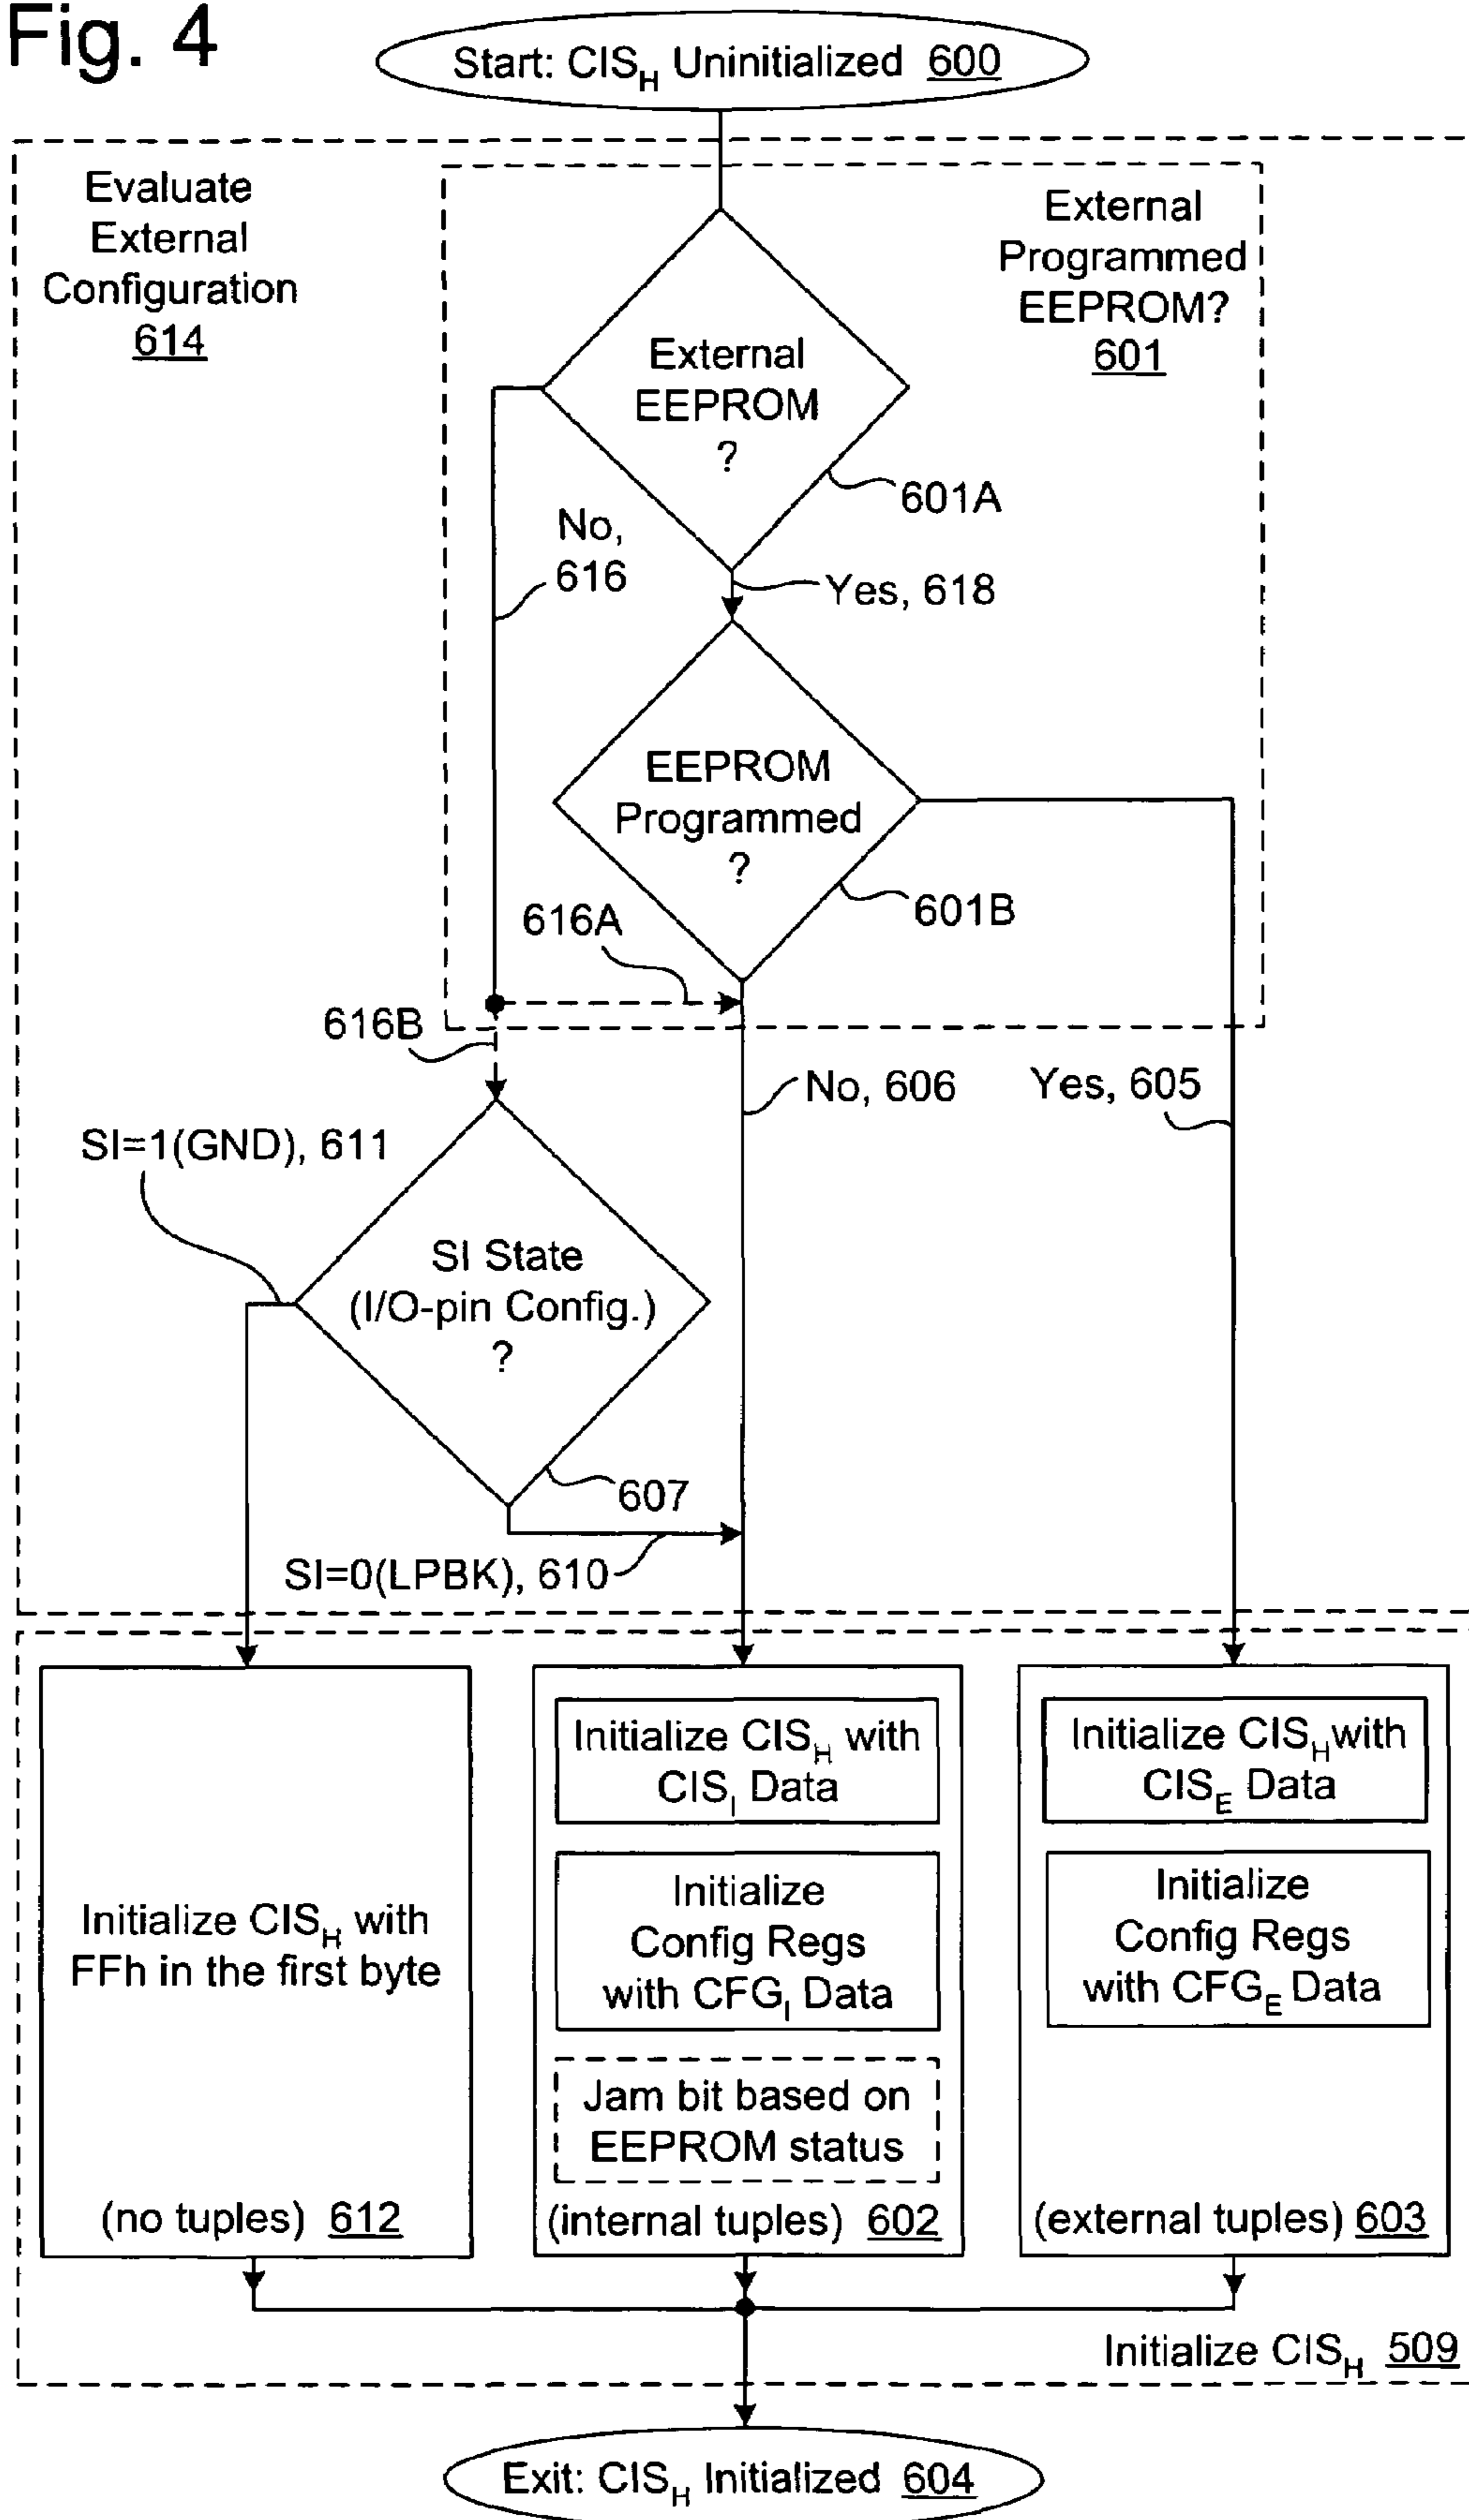 Fig. 4
Start: CISH Uninitialized 600
Evaluate
External
Configuration
614
External
Programmed
EEPROM?
601
External
EEPROM
?
601A
No,
616
Yes, 618
EEPROM
Programmed
?
601B
616A
616B
No, 606
Yes, 605
SI=1(GND), 611
SI State
(I/O-pin Config.)
?
607
SI=0(LPBK), 610
Initialize CISH with
FFh in the first byte
(no tuples) 612
Initialize CISH with
CISI Data
Initialize
Config Regs
with CFGI Data
Jam bit based on
EEPROM status
(internal tuples) 602
Initialize CISH with
CISE Data
Initialize
Config Regs
with CFGE Data
(external tuples) 603
Initialize CISH 509
Exit: CISH Initialized 604